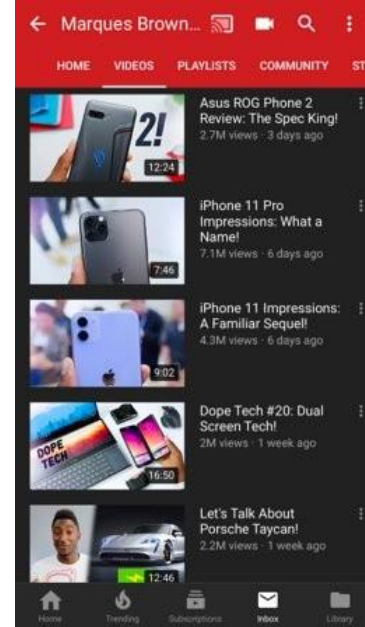 Marques Brown...
HOME VIDEOS PLAYLISTS COMMUNITY ST
2!
12:24
Asus ROG Phone 2
Review: The Spec King!
2.7M views · 3 days ago
7:46
iPhone 11 Pro
Impressions: What a
Name!
7.1M views · 6 days ago
9:02
iPhone 11 Impressions:
A Familiar Sequel!
4.3M views · 6 days ago
DOPE
TECH
16:50
Dope Tech #20: Dual
Screen Tech!
2M views · 1 week ago
12:46
Let's Talk About
Porsche Taycan!
2.2M views · 1 week ago
Home Trending Subscriptions Inbox Library